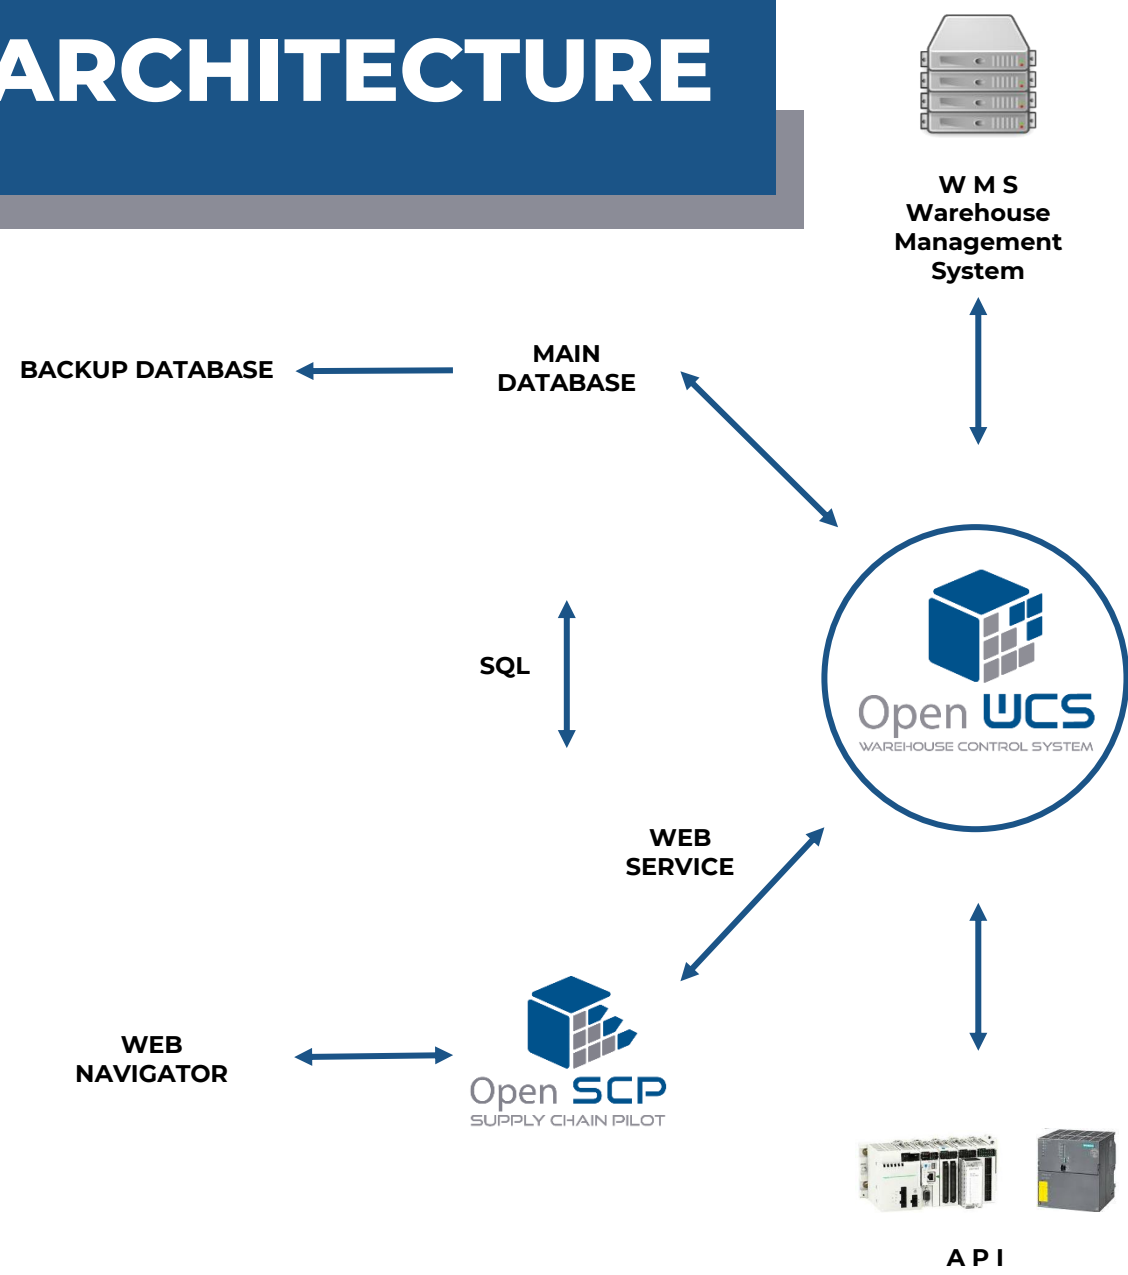 ARCHITECTURE
W M S
Warehouse
Management
System
BACKUP DATABASE
MAIN
DATABASE
SQL
Open WCS
WAREHOUSE CONTROL SYSTEM
WEB
SERVICE
WEB
NAVIGATOR
Open SCP
SUPPLY CHAIN PILOT
A P I